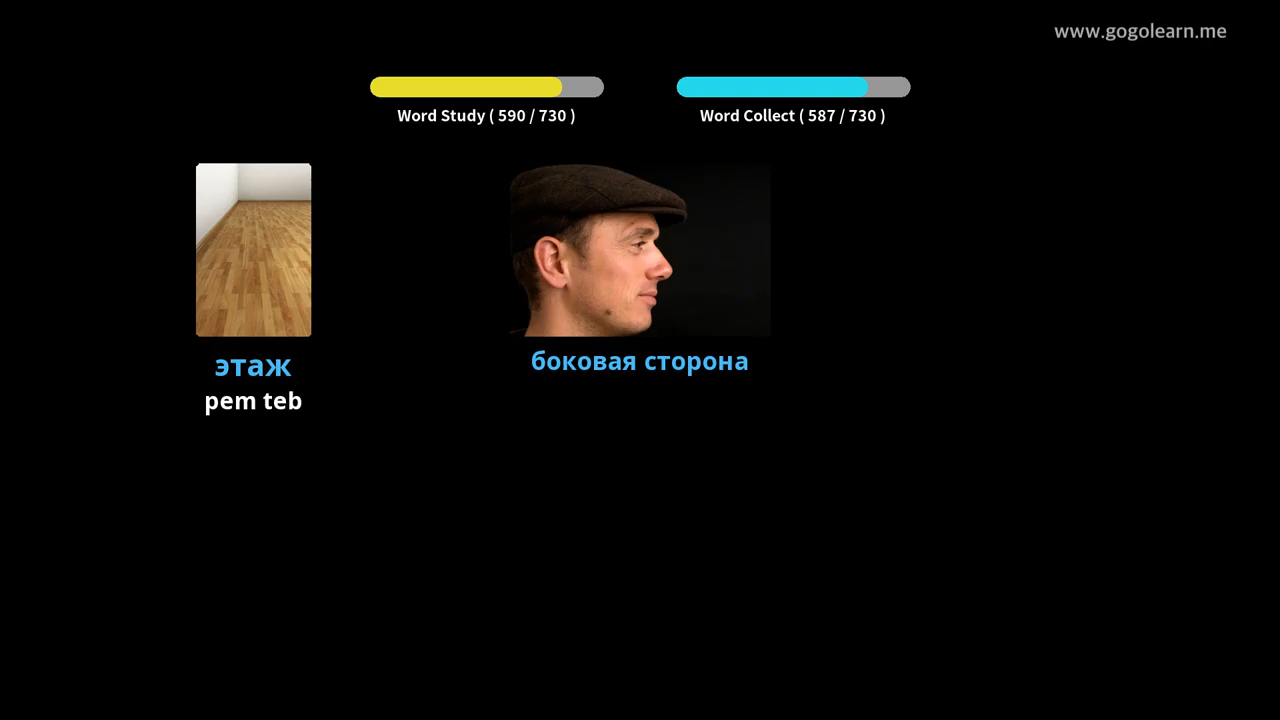 www.gogolearn.me
Word Study ( 590 / 730 )
Word Collect ( 587 / 730 )
этаж
pem teb
боковая сторона